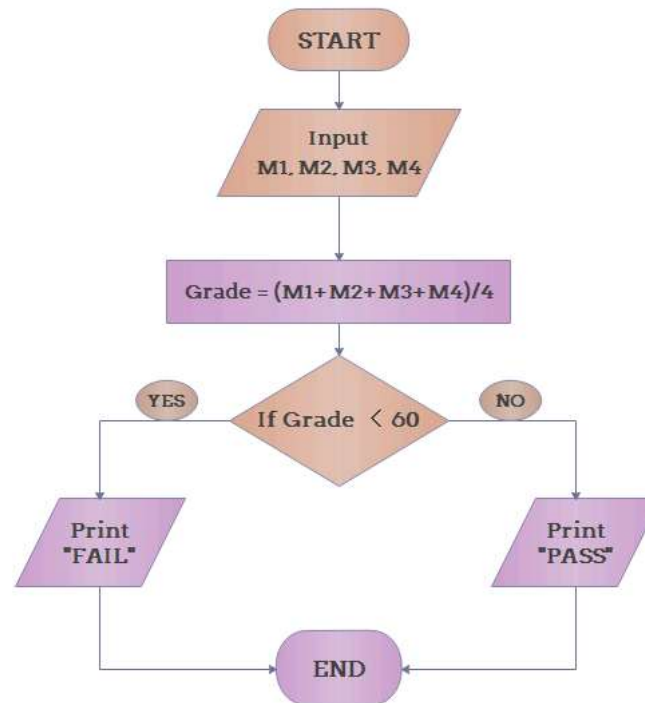 START
Input
M1, M2, M3, M4
Grade = (M1+M2+M3+M4)/4
If Grade < 60
YES
NO
Print
"FAIL"
Print
"PASS"
END